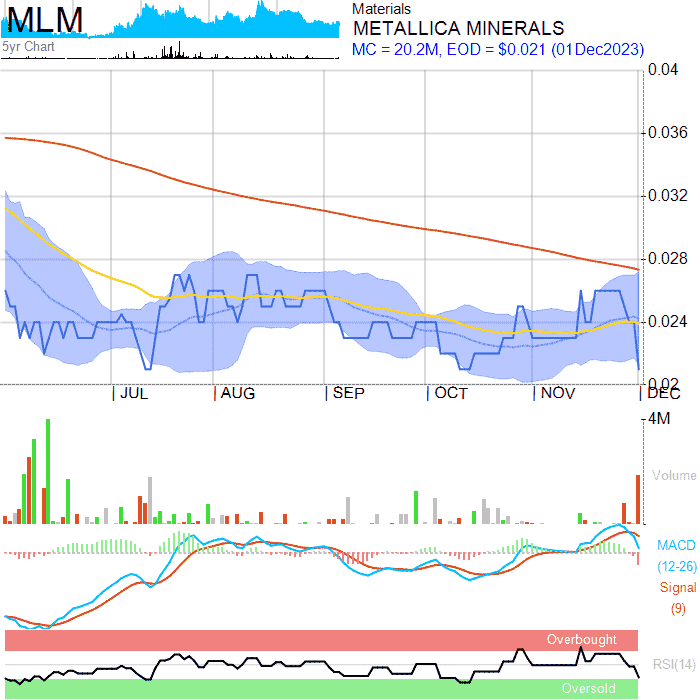 MLM
5yr Chart
Materials
METALLICA MINERALS
MC = 20.2M, EOD = $0.021 (01Dec2023)
0.04
0.036
0.032
0.028
0.024
0.02
JUL AUG SEP OCT NOV DEC
4M
Volume
MACD
(12-26)
Signal
(9)
Overbought
RSI(14)
Oversold